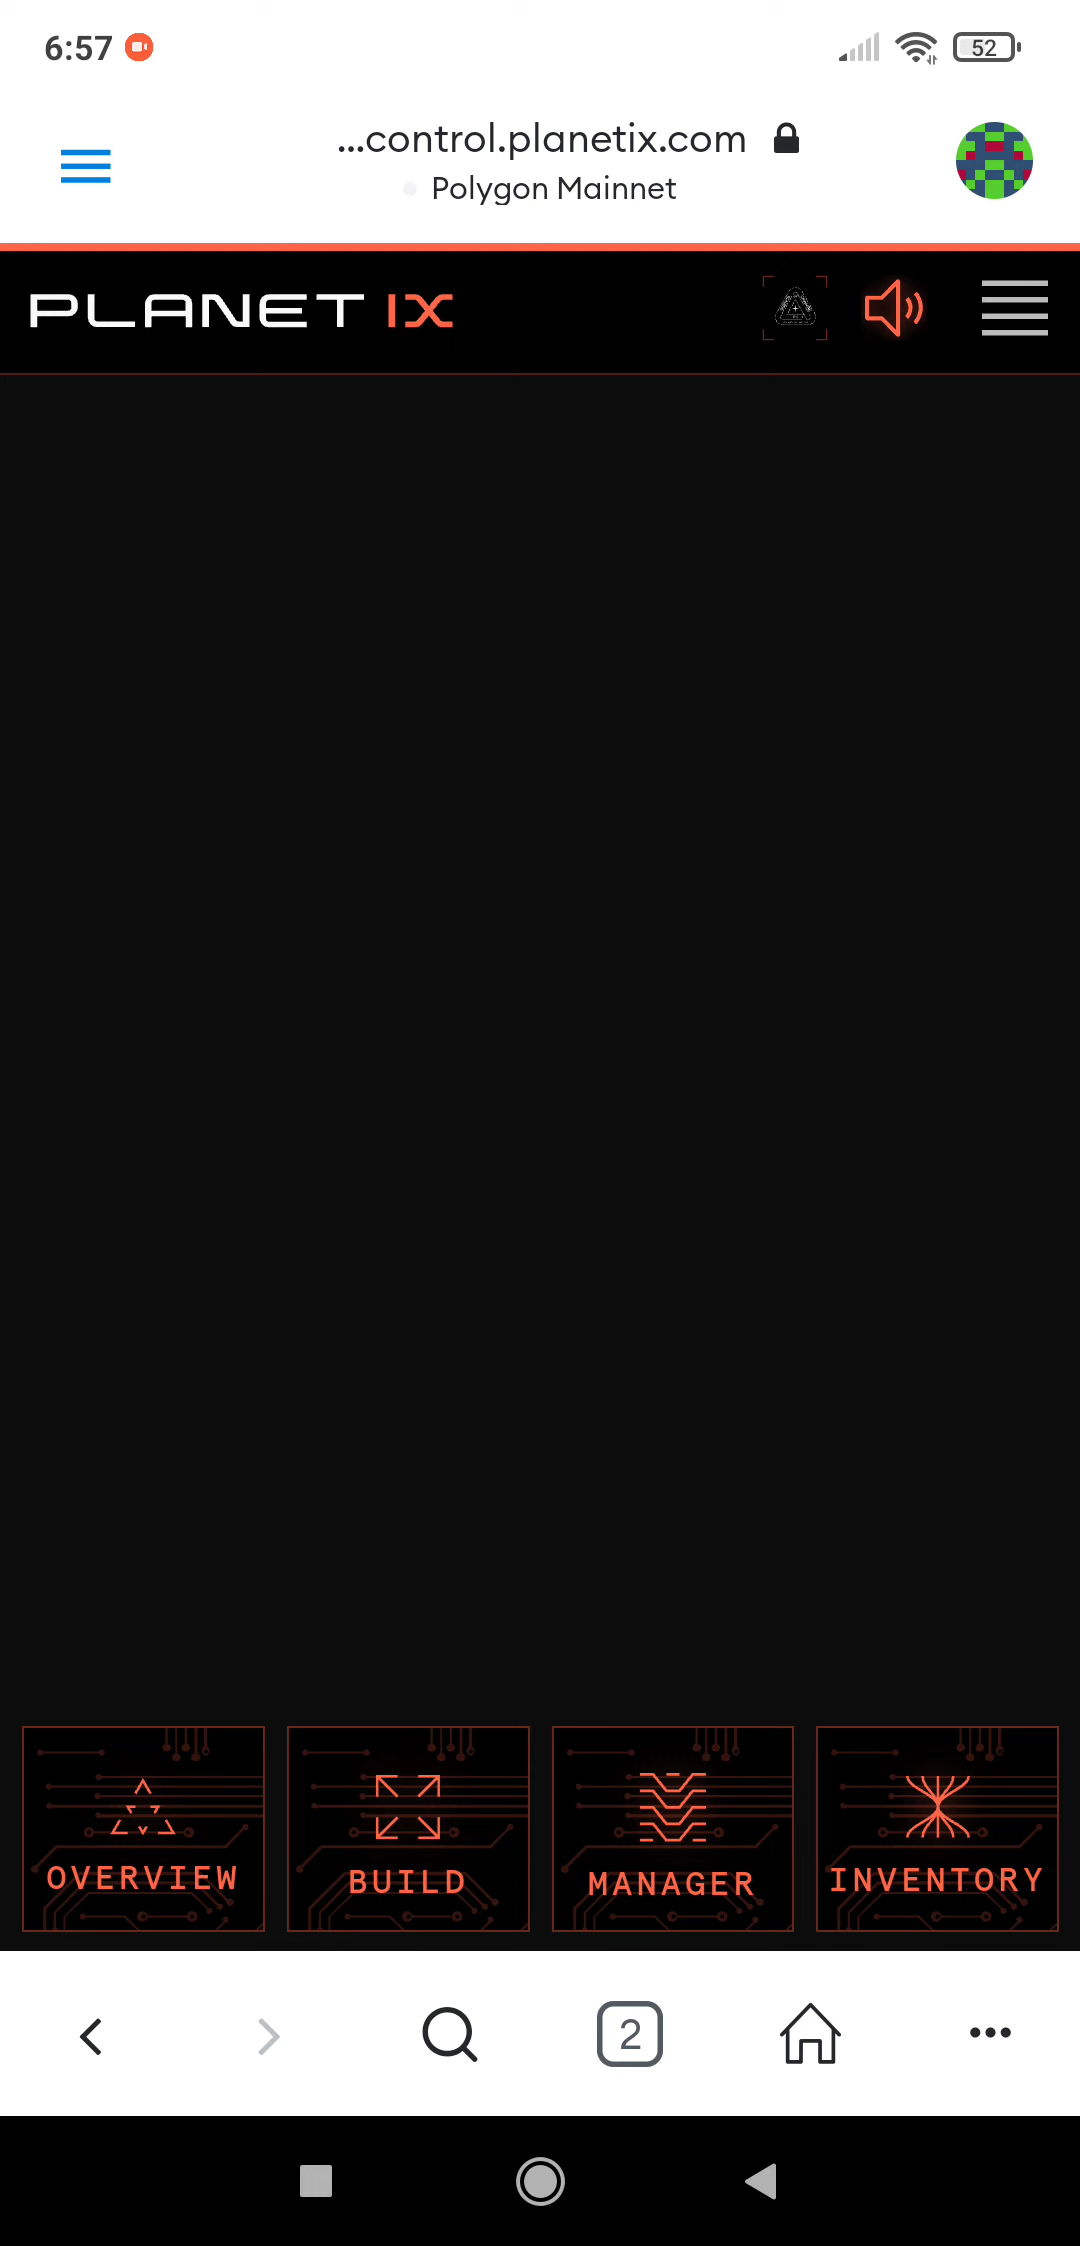 6:57
52
...control.planetix.com
Polygon Mainnet
PLANET IX
OVERVIEW
BUILD
MANAGER
INVENTORY
2